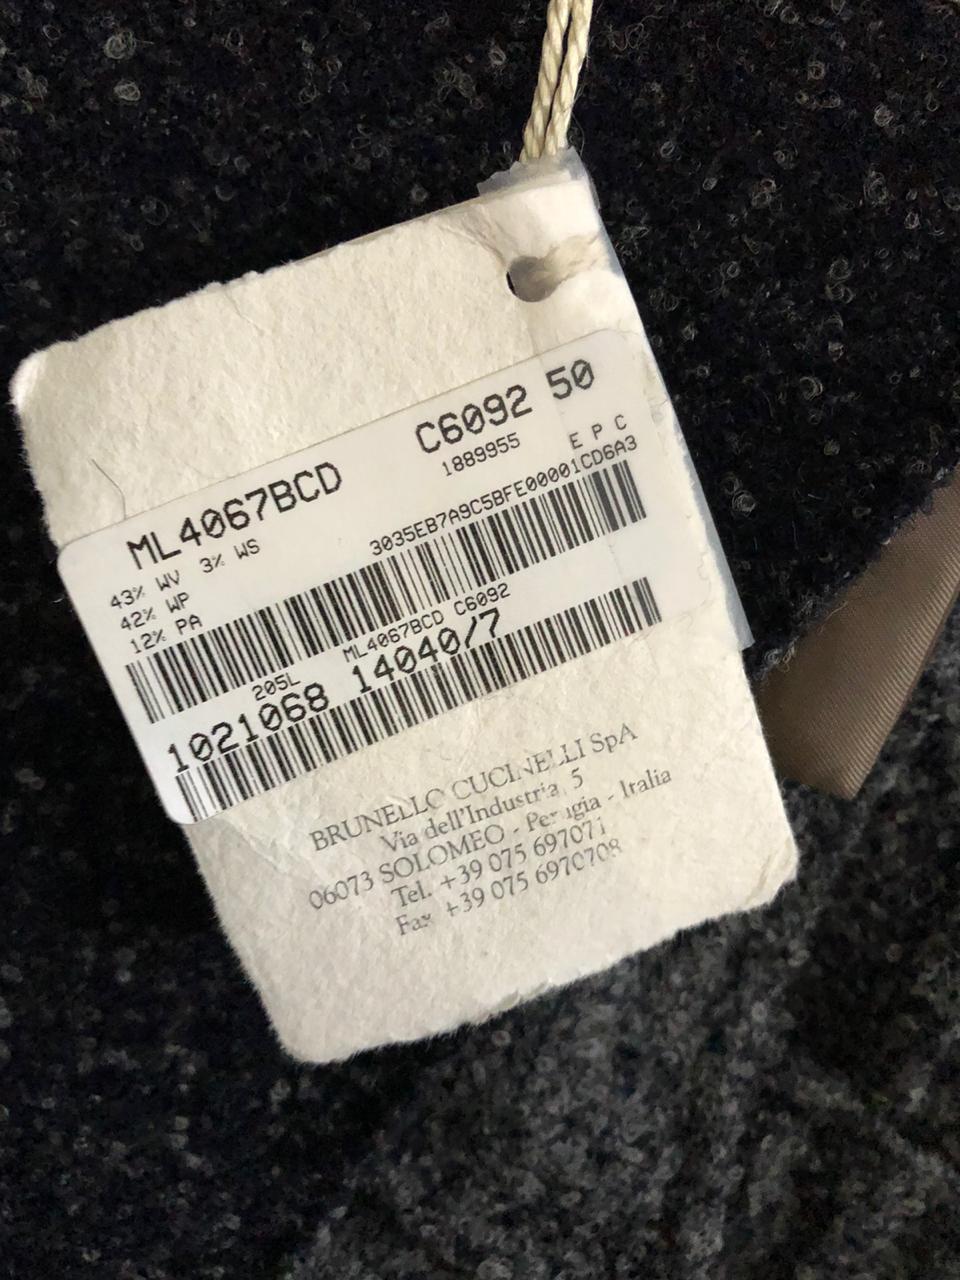 ML4067BCD C6092 50
1889955 E P C
43% WV 3% WS 3035EB7A9C5BFE00001CD6A3
42% WP
12% PA
205L ML4067BCD C6092
1021068 14040/7
BRUNELLO CUCINELLI SpA
Via dell'Industria, 5
06073 SOLOMEO - Perugia - Italia
Tel. +39 075 697071
Fax +39 075 6970708